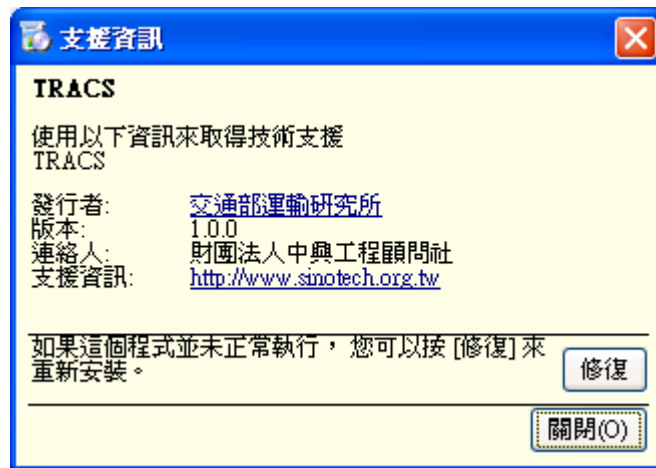 支援資訊
TRACS
使用以下資訊來取得技術支援
TRACS
發行者: 交通部運輸研究所
版本: 1.0.0
連絡人: 財團法人中興工程顧問社
支援資訊: http://www.sinotech.org.tw
如果這個程式並未正常執行，您可以按 [修復] 來
重新安裝。
修復
關閉(O)